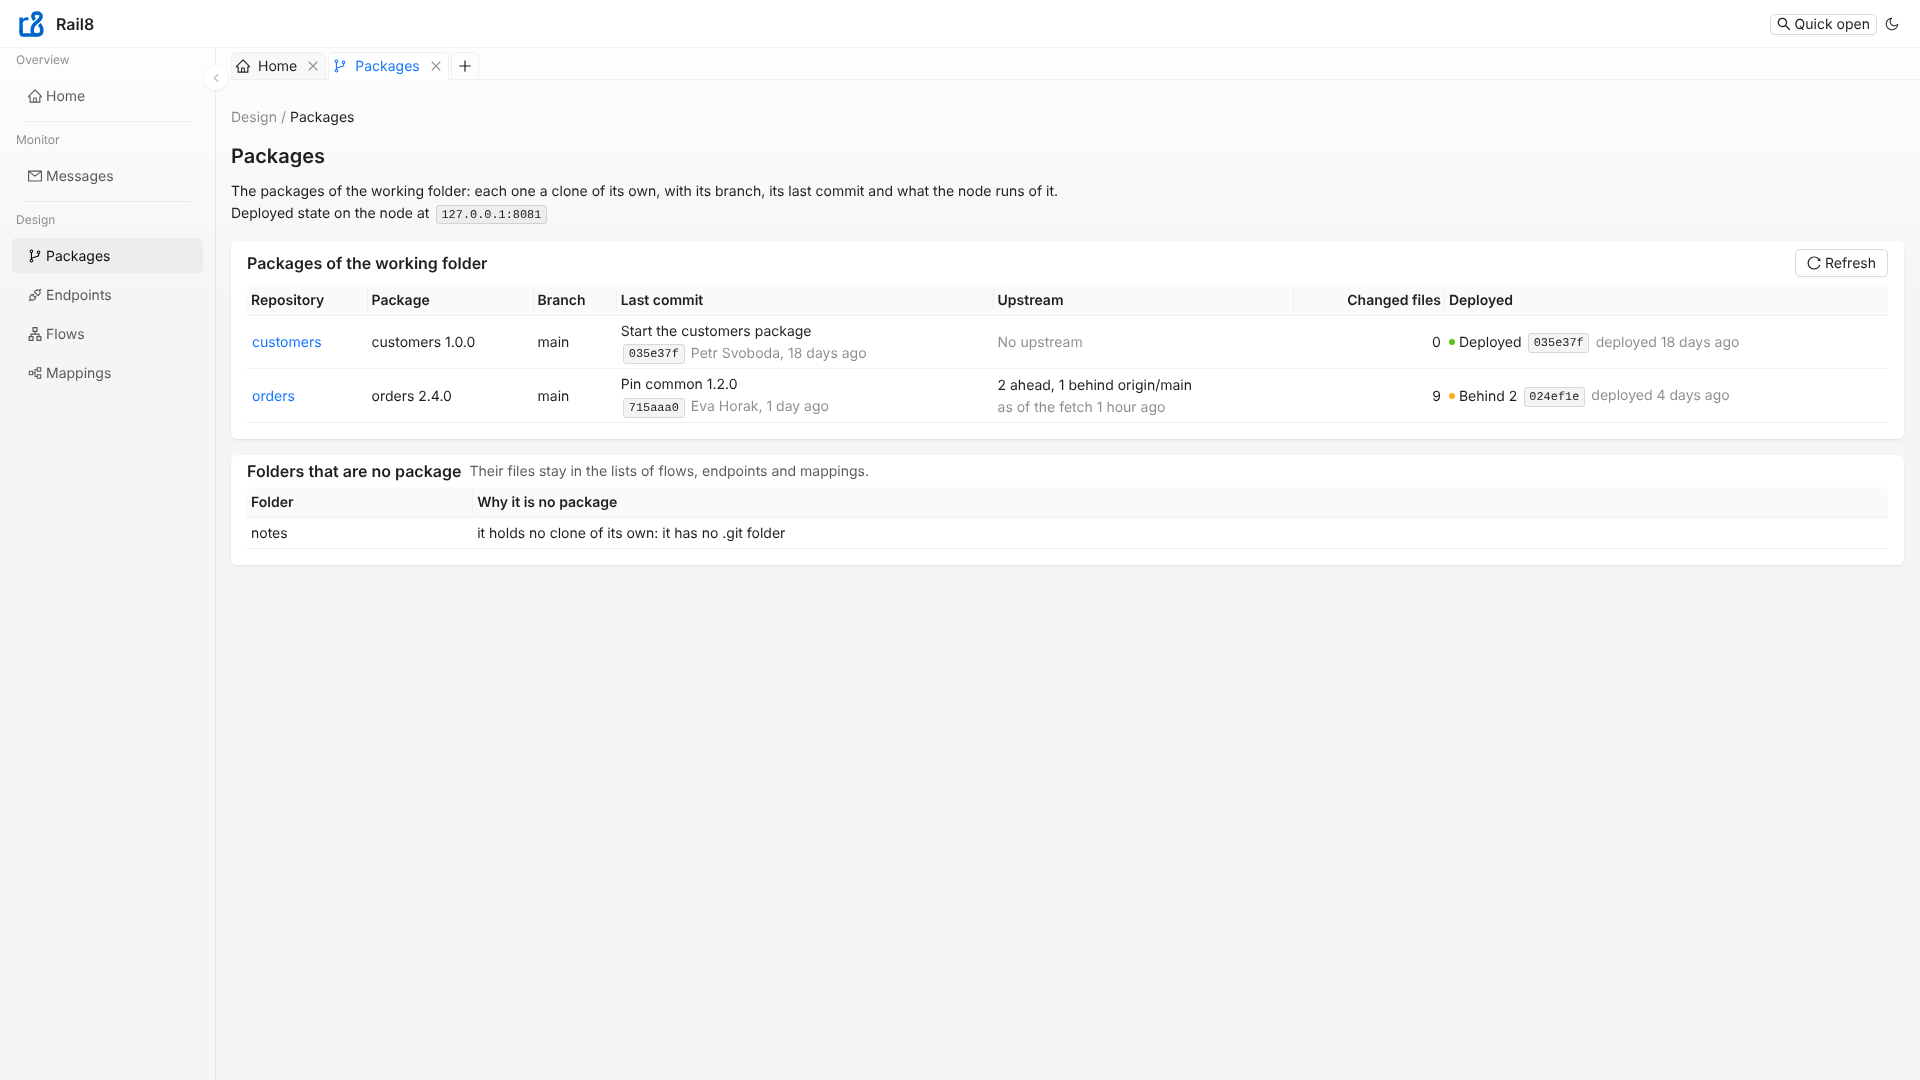 r8 Rail8
Quick open
Overview
Home
Monitor
Messages
Design
Packages
Endpoints
Flows
Mappings
Home
Packages
Design / Packages
Packages
The packages of the working folder: each one a clone of its own, with its branch, its last commit and what the node runs of it.
Deployed state on the node at 127.0.0.1:8081
Packages of the working folder
Refresh
Repository Package Branch Last commit Upstream Changed files Deployed
customers customers 1.0.0 main Start the customers package No upstream 0 Deployed 035e37f deployed 18 days ago
035e37f Petr Svoboda, 18 days ago
orders orders 2.4.0 main Pin common 1.2.0 2 ahead, 1 behind origin/main 9 Behind 2 024ef1e deployed 4 days ago
715aaa0 Eva Horak, 1 day ago as of the fetch 1 hour ago
Folders that are no package Their files stay in the lists of flows, endpoints and mappings.
Folder Why it is no package
notes it holds no clone of its own: it has no .git folder